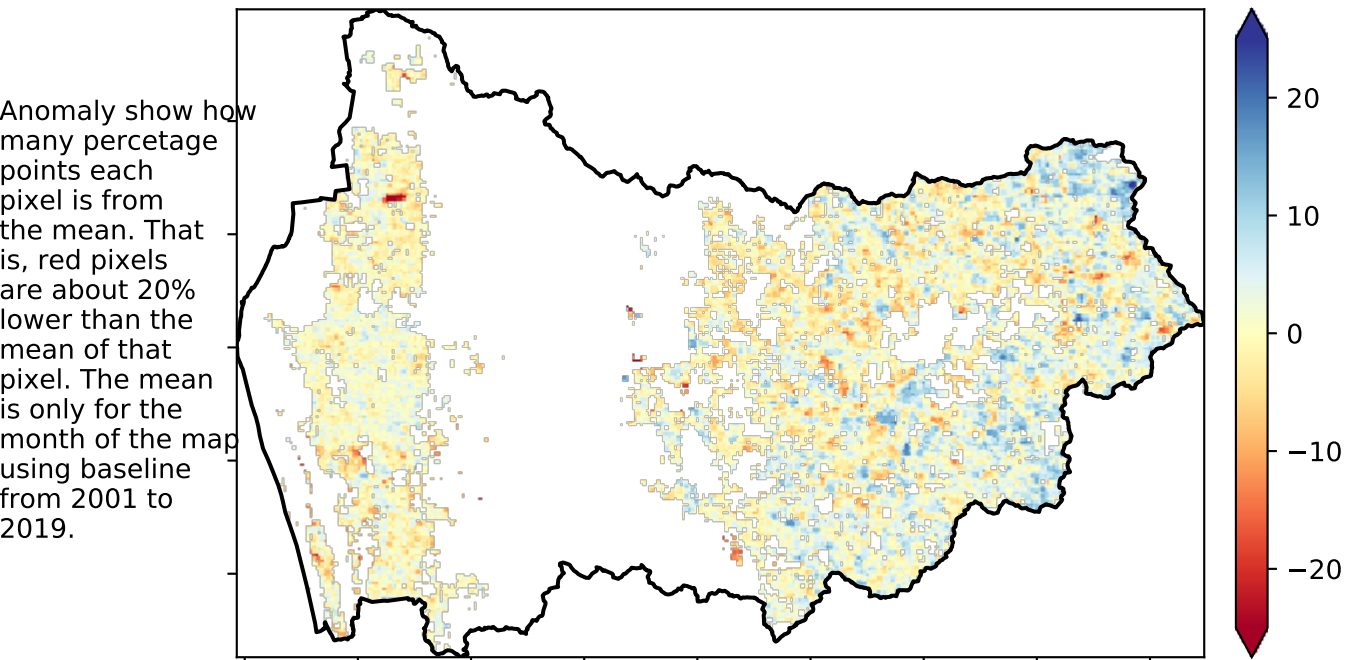 Anomaly show how
many percetage
points each
pixel is from
the mean. That
is, red pixels
are about 20%
lower than the
mean of that
pixel. The mean
is only for the
month of the map
using baseline
from 2001 to
2019.
20
10
0
−10
−20